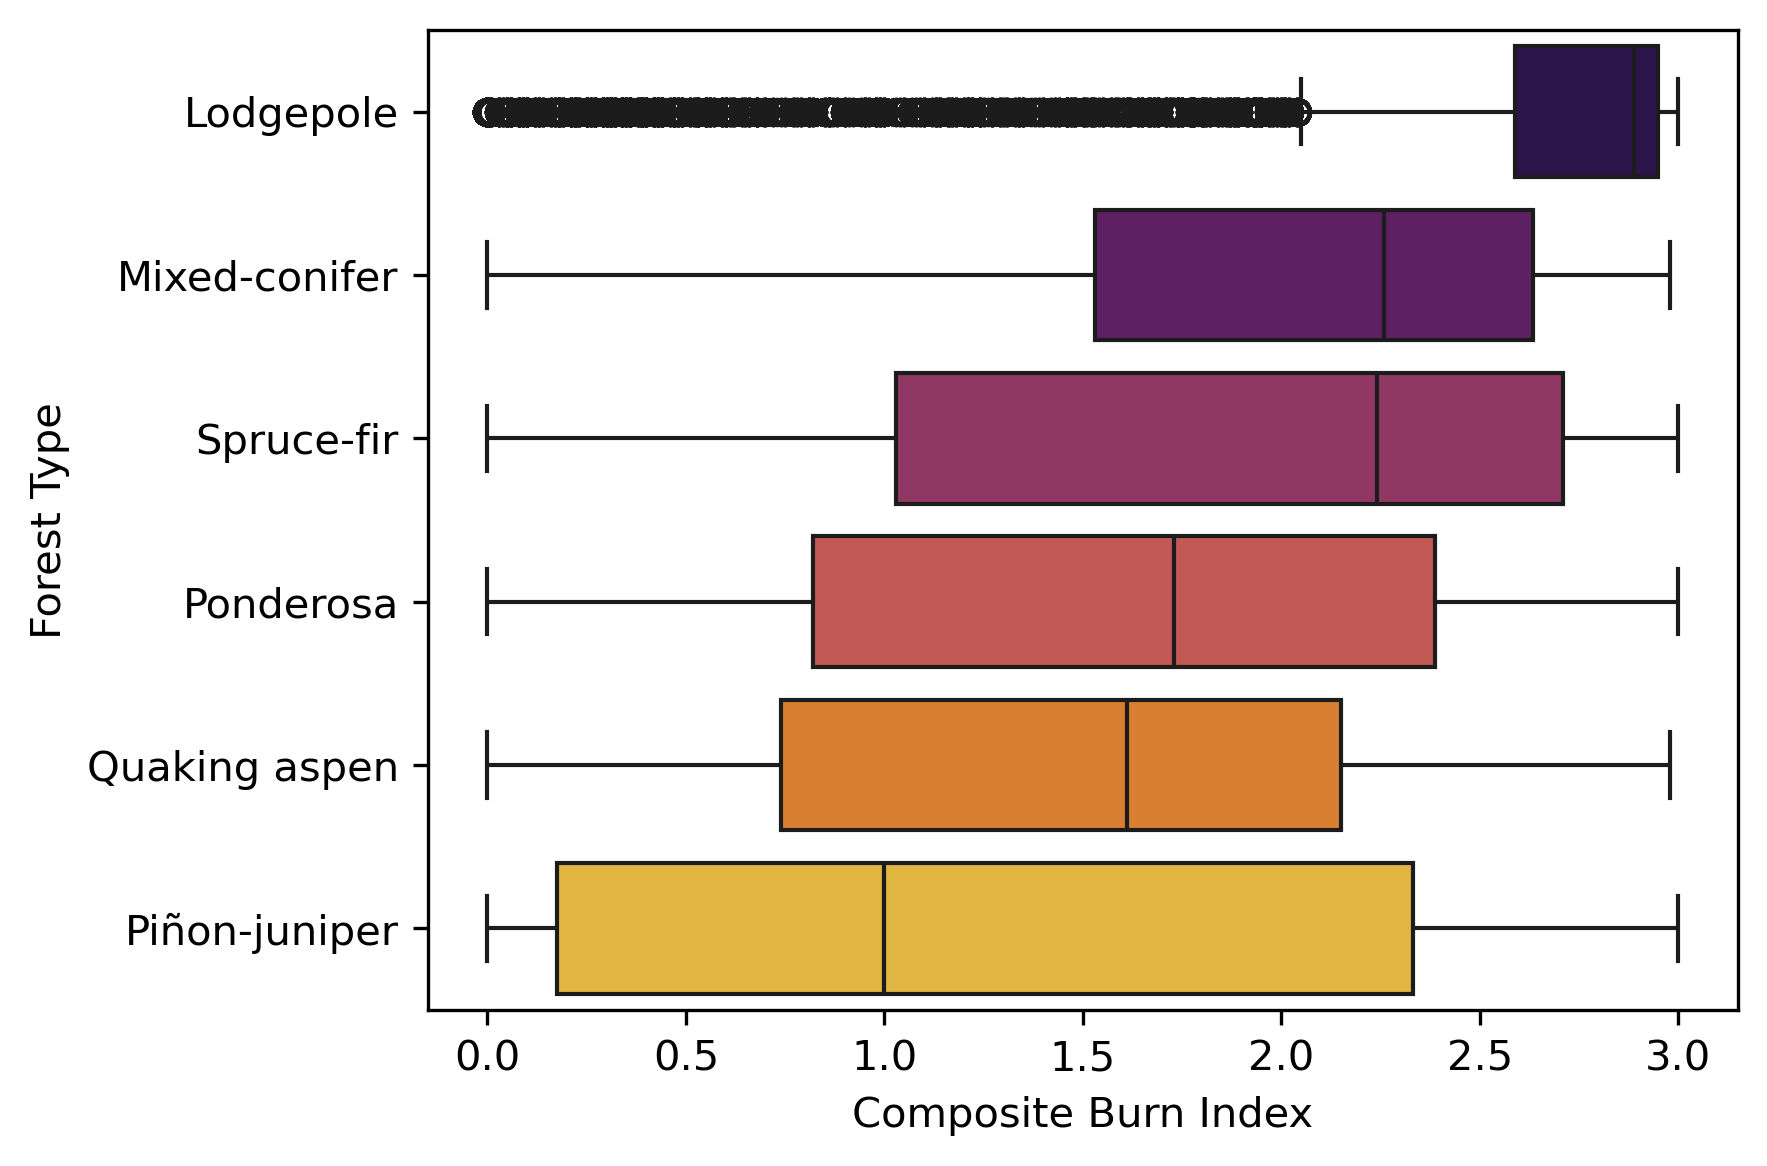 Forest Type
Lodgepole
Mixed-conifer
Spruce-fir
Ponderosa
Quaking aspen
Piñon-juniper
0.0 0.5 1.0 1.5 2.0 2.5 3.0
Composite Burn Index